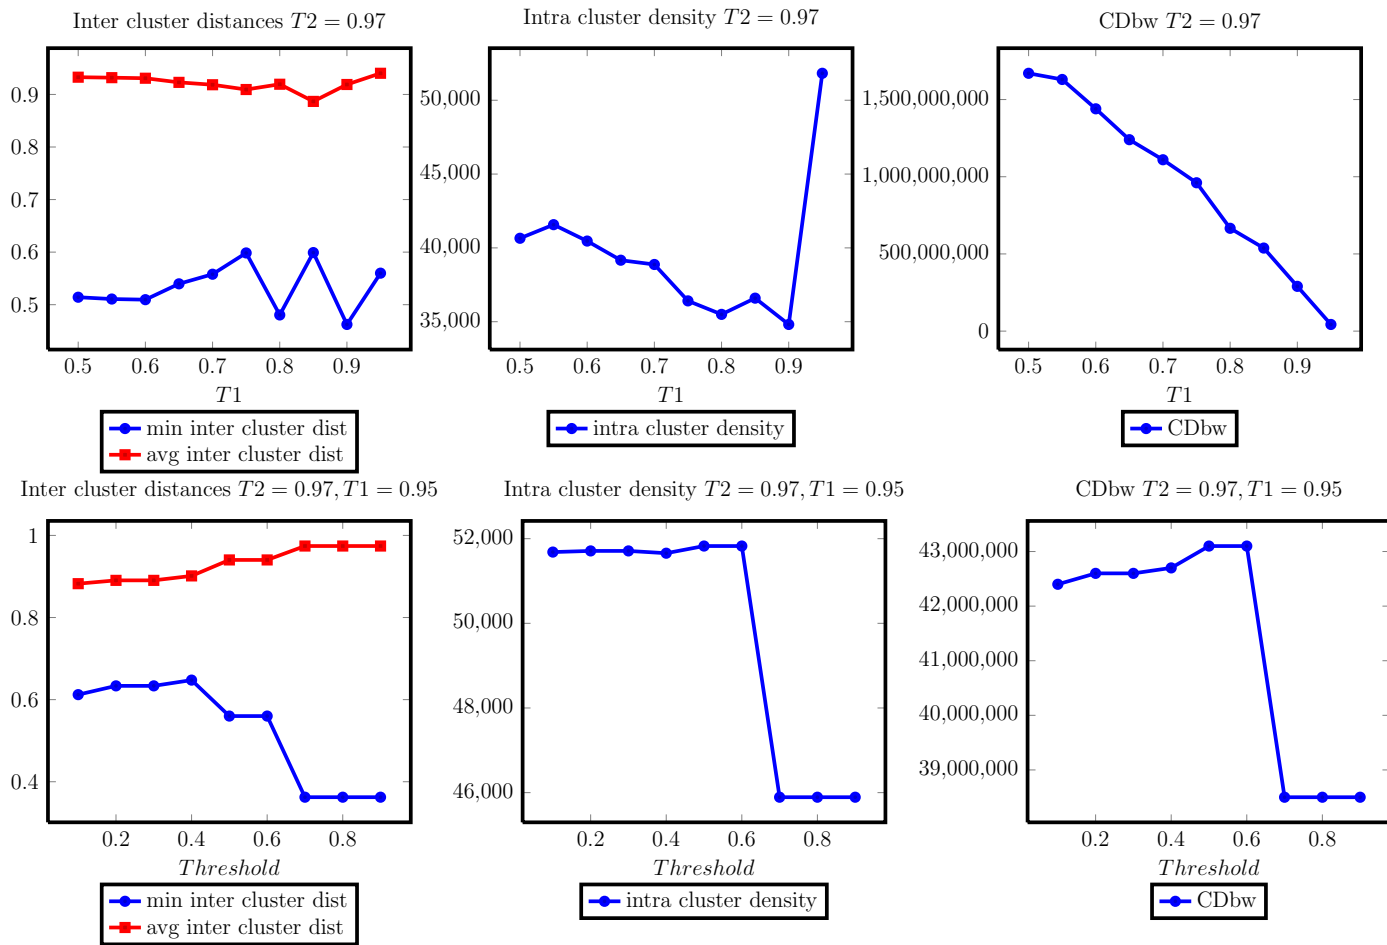 Inter cluster distances T2 = 0.97
0.9
0.8
0.7
0.6
0.5
0.5 0.6 0.7 0.8 0.9
T1
min inter cluster dist
avg inter cluster dist
Intra cluster density T2 = 0.97
50,000
45,000
40,000
35,000
0.5 0.6 0.7 0.8 0.9
T1
intra cluster density
CDbw T2 = 0.97
1,500,000,000
1,000,000,000
500,000,000
0
0.5 0.6 0.7 0.8 0.9
T1
CDbw
Inter cluster distances T2 = 0.97, T1 = 0.95
1
0.8
0.6
0.4
0.2 0.4 0.6 0.8
Threshold
min inter cluster dist
avg inter cluster dist
Intra cluster density T2 = 0.97, T1 = 0.95
52,000
50,000
48,000
46,000
0.2 0.4 0.6 0.8
Threshold
intra cluster density
CDbw T2 = 0.97, T1 = 0.95
43,000,000
42,000,000
41,000,000
40,000,000
39,000,000
0.2 0.4 0.6 0.8
Threshold
CDbw